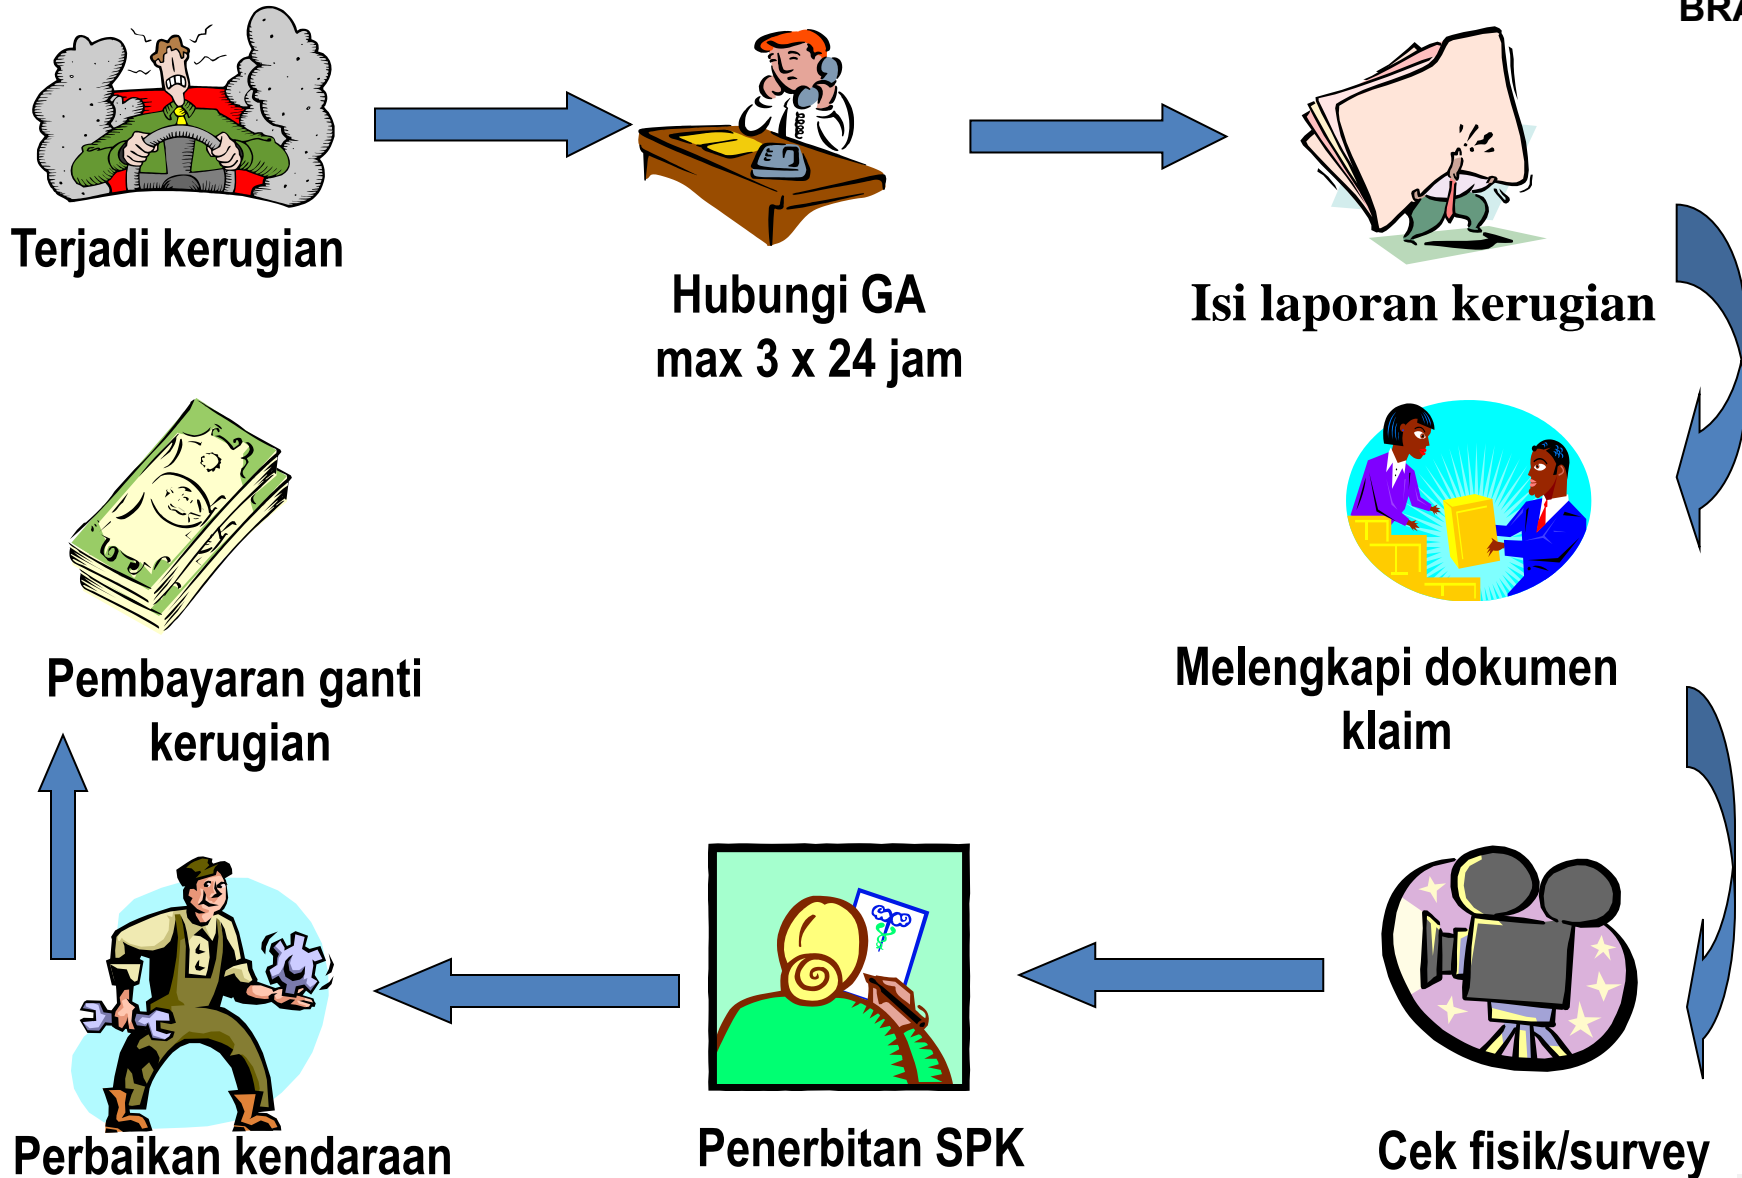 Terjadi kerugian
Hubungi GA
max 3 x 24 jam
Isi laporan kerugian
Melengkapi dokumen
klaim
Cek fisik/survey
Penerbitan SPK
Perbaikan kendaraan
Pembayaran ganti
kerugian